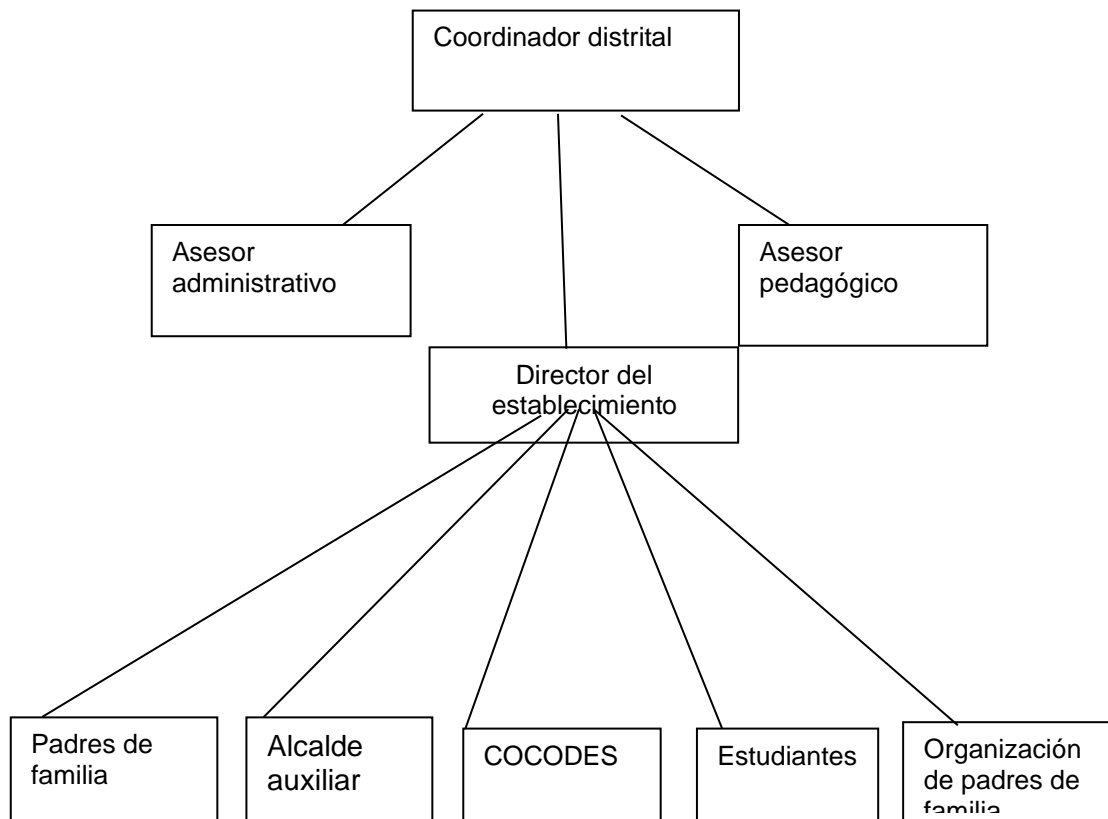 Coordinador distrital
Asesor
administrativo
Asesor
pedagógico
Director del
establecimiento
Padres de
familia
Alcalde
auxiliar
COCODES
Estudiantes
Organización
de padres de
familia